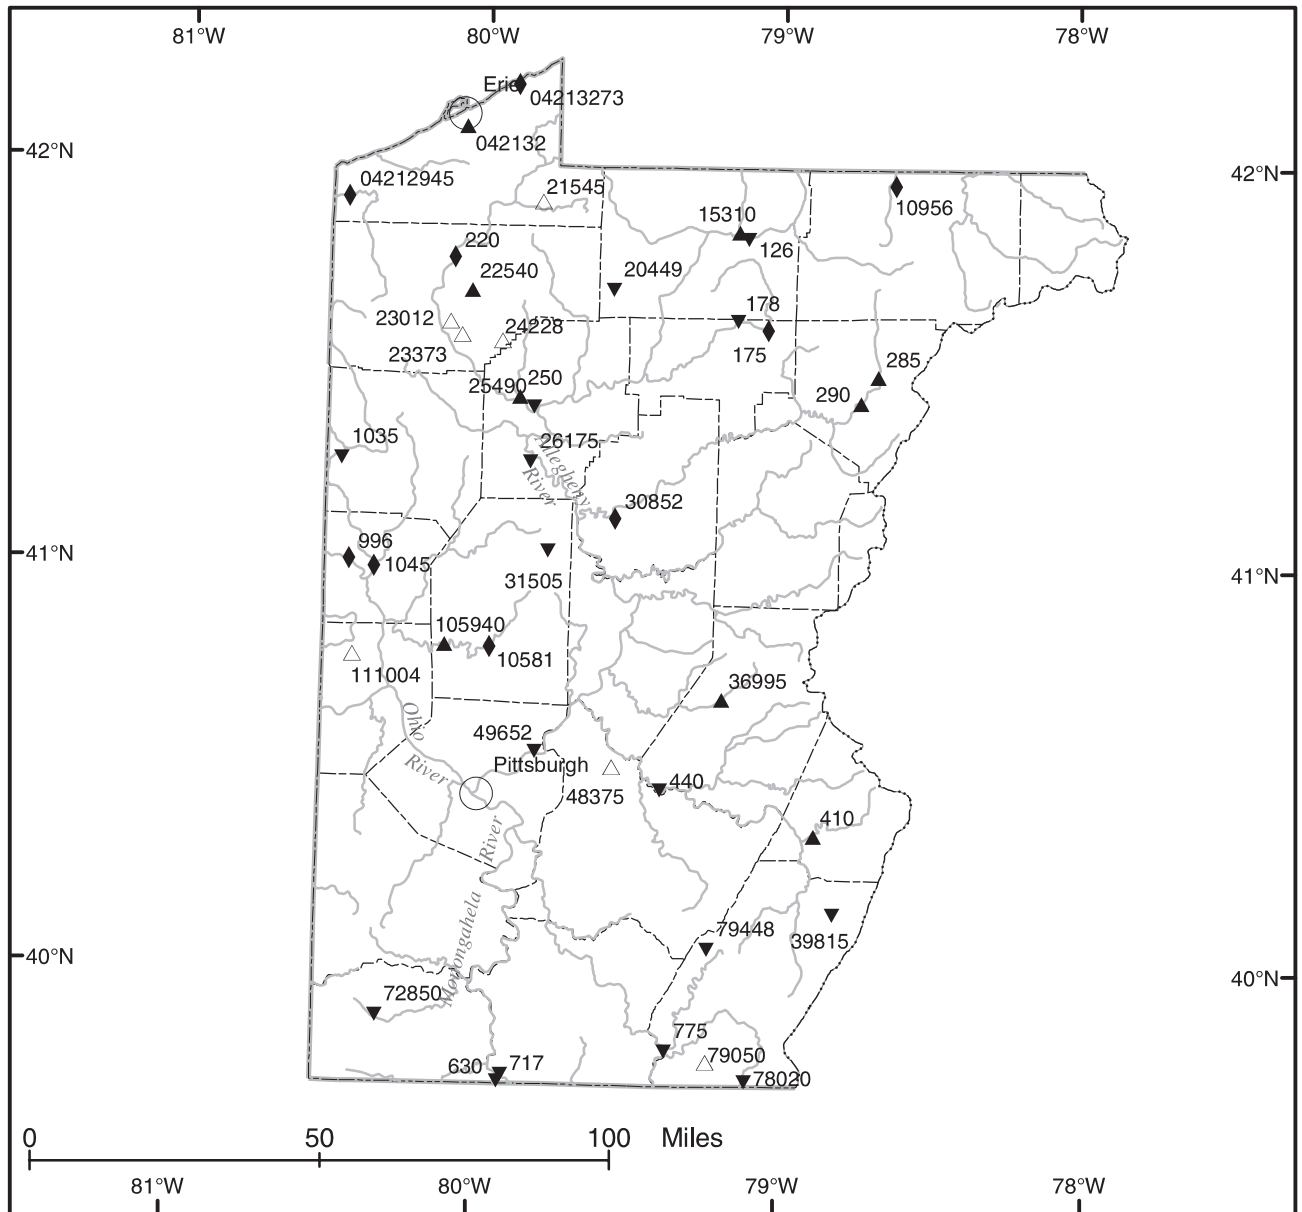 81°W 80°W 79°W 78°W
Erie
04213273
042132
42°N 42°N
04212945
21545
10956
15310
126
220
22540
20449
23012
24228
178
23373
175
285
25490 250
290
1035
26175
Allegheny
River
30852
996
1045
41°N 41°N
31505
105940
10581
111004
36995
Ohio
River
49652
Pittsburgh
48375
440
410
River
Monongahela
79448
39815
40°N 40°N
72850
775
79050
630 717
78020
0 50 100 Miles
81°W 80°W 79°W 78°W